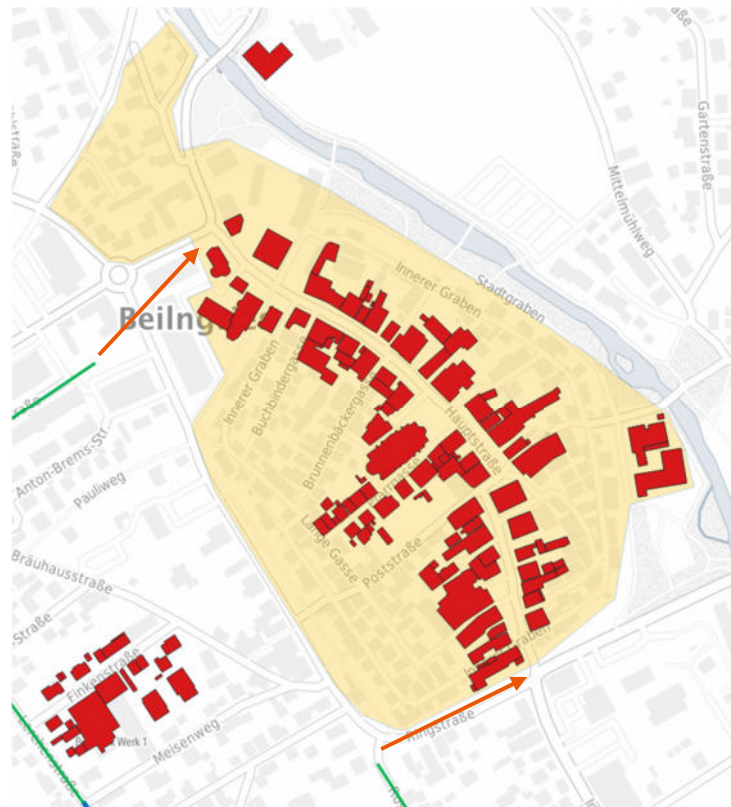 Gartenstraße
Mittelmühlweg
Innerer Graben
Stadtgraben
Beilng
Innerer Graben
Buchbindergasse
Brunnenbäckergasse
Hauptstraße
Anton-Brems-Str.
Pauliweg
Lange Gasse
Poststraße
Bräuhausstraße
-Straße
Finkenstraße
Werk 1
Meisenweg
Ringstraße